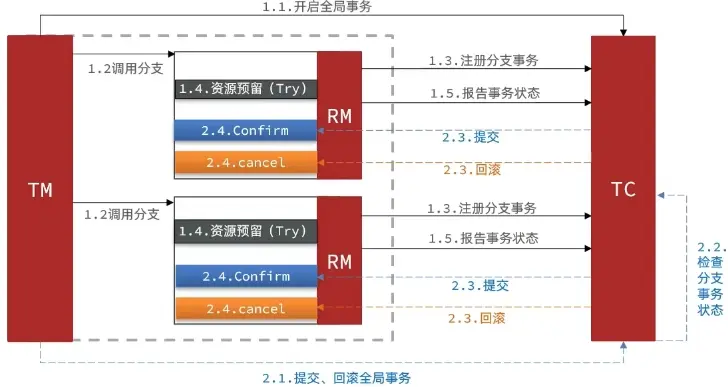 1.1.开启全局事务
TM
1.2调用分支
1.4.资源预留（Try）
2.4.Confirm
2.4.cancel
RM
1.3.注册分支事务
1.5.报告事务状态
2.3.提交
2.3.回滚
TC
1.2调用分支
1.4.资源预留（Try）
2.4.Confirm
2.4.cancel
RM
1.3.注册分支事务
1.5.报告事务状态
2.3.提交
2.3.回滚
2.2.
检查
分支
事务
状态
2.1.提交、回滚全局事务